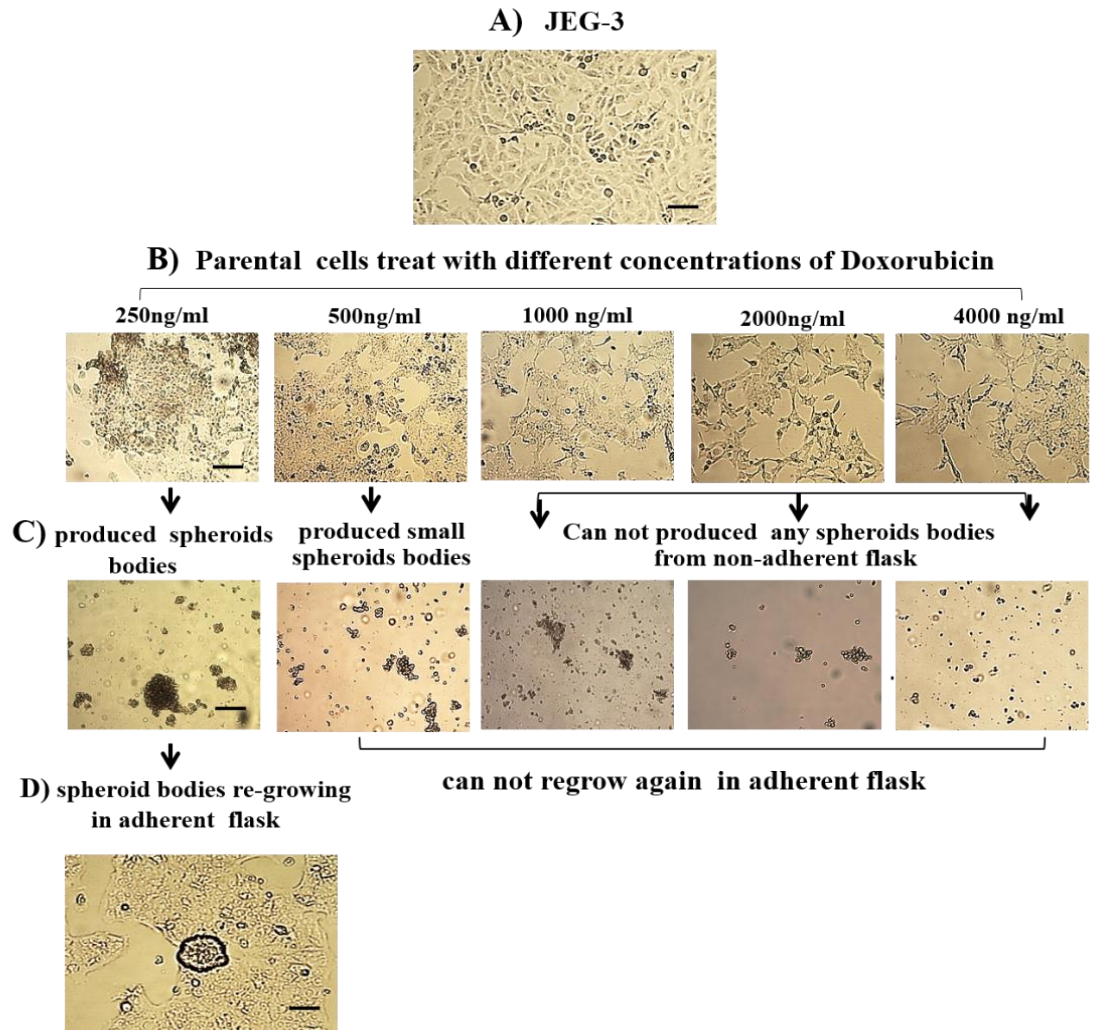 A) JEG-3
B) Parental cells treat with different concentrations of Doxorubicin
250ng/ml
500ng/ml
1000 ng/ml
2000ng/ml
4000 ng/ml
C) produced spheroids
bodies
produced small
spheroids bodies
Can not produced any spheroids bodies
from non-adherent flask
D) spheroid bodies re-growing
in adherent flask
can not regrow again in adherent flask